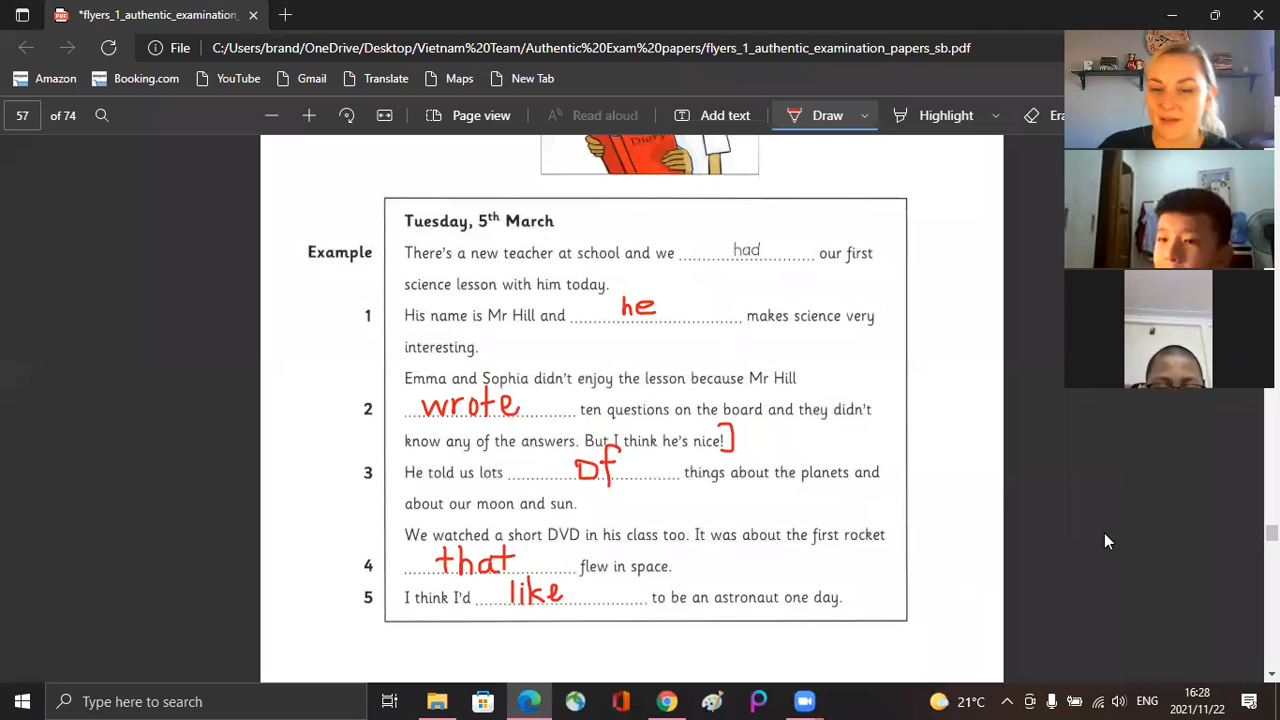 *flyers_1_authentic_examination_
File
C:/Users/brand/OneDrive/Desktop/Vietnam%20Team/Authentic%20Exam%20papers/flyers_1_authentic_examination_papers_sb.pdf
Amazon Booking.com YouTube Gmail Translate Maps New Tab
57 of 74 Page view Read aloud Add text Draw Highlight Era
Diary
Tuesday, 5th March
Example There's a new teacher at school and we had our first
science lesson with him today.
1 His name is Mr Hill and he makes science very
interesting.
Emma and Sophia didn't enjoy the lesson because Mr Hill
2 wrote ten questions on the board and they didn't
know any of the answers. But I think he's nice!]
3 He told us lots of things about the planets and
about our moon and sun.
We watched a short DVD in his class too. It was about the first rocket
4 that flew in space.
5 I think I'd like to be an astronaut one day.
Type here to search 21°C ENG 16:28
2021/11/22